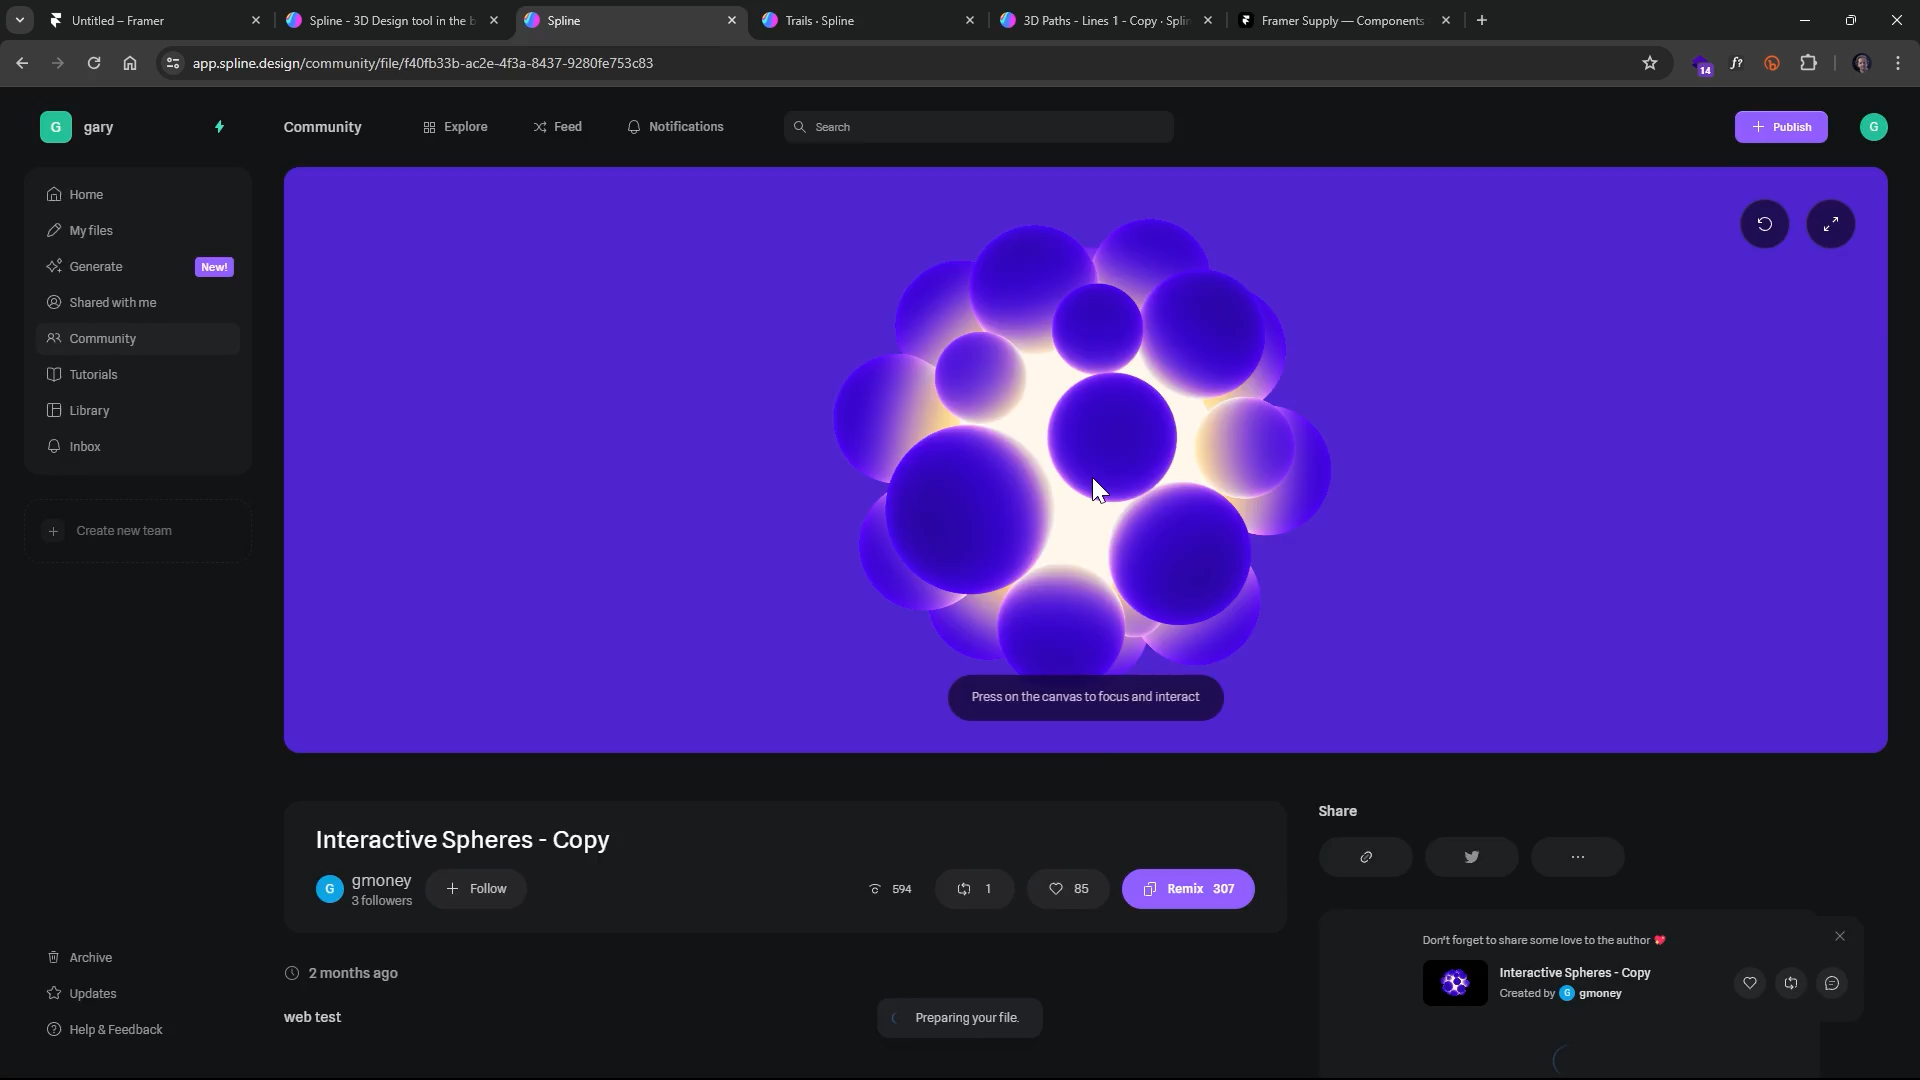 Untitled – Framer
Spline - 3D Design tool in the b
Spline
Trails · Spline
3D Paths - Lines 1 - Copy · Splin
Framer Supply — Components
app.spline.design/community/file/f40fb33b-ac2e-4f3a-8437-9280fe753c83
f?
14
G gary
Community
Explore
Feed
Notifications
Search
Publish
G
Home
My files
Generate
New!
Shared with me
Community
Tutorials
Library
Inbox
Create new team
Press on the canvas to focus and interact
Interactive Spheres - Copy
G gmoney
3 followers
Follow
594
1
85
Remix 307
Share
2 months ago
web test
Preparing your file.
Don't forget to share some love to the author
Interactive Spheres - Copy
Created by G gmoney
Archive
Updates
Help & Feedback